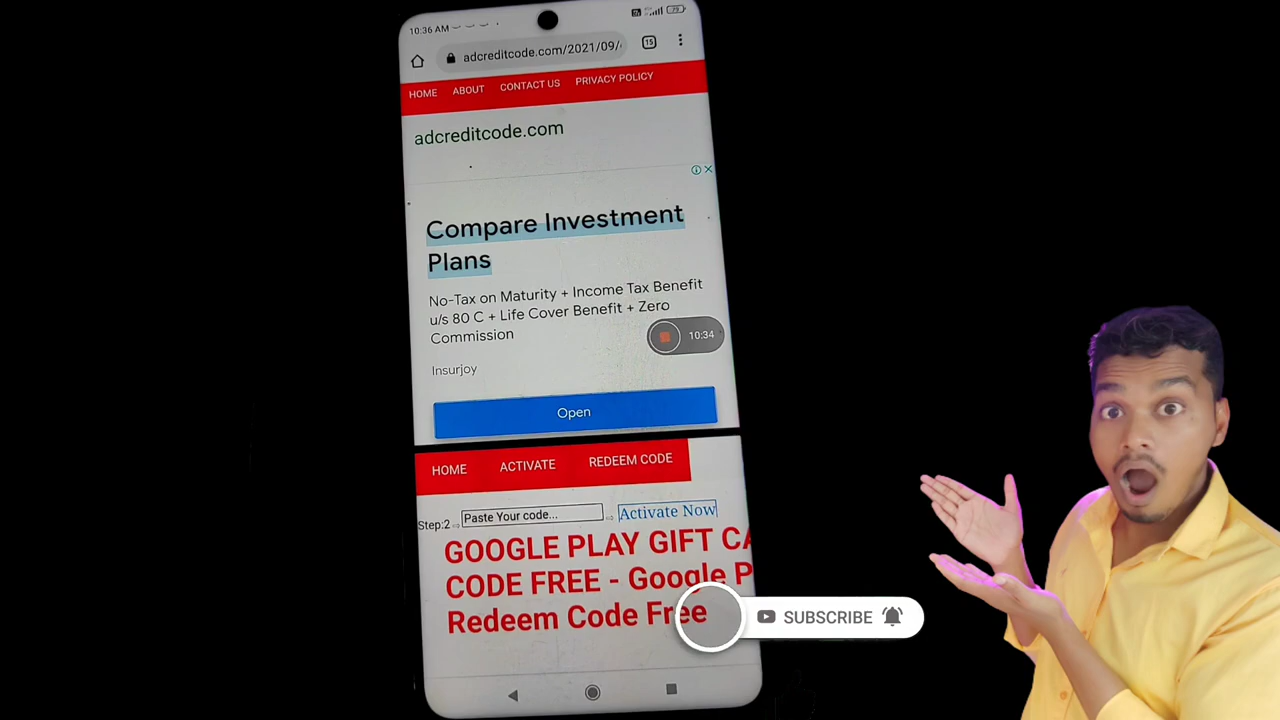 10:36 AM
79
adcreditcode.com/2021/09/
15
HOME ABOUT CONTACT US PRIVACY POLICY
adcreditcode.com
Compare Investment
Plans
No-Tax on Maturity + Income Tax Benefit
u/s 80 C + Life Cover Benefit + Zero
Commission
10:34
Insurjoy
Open
HOME ACTIVATE REDEEM CODE
Step:2 ⇨ Paste Your code... ⇨ Activate Now
GOOGLE PLAY GIFT CA
CODE FREE - Google P
Redeem Code Free
SUBSCRIBE